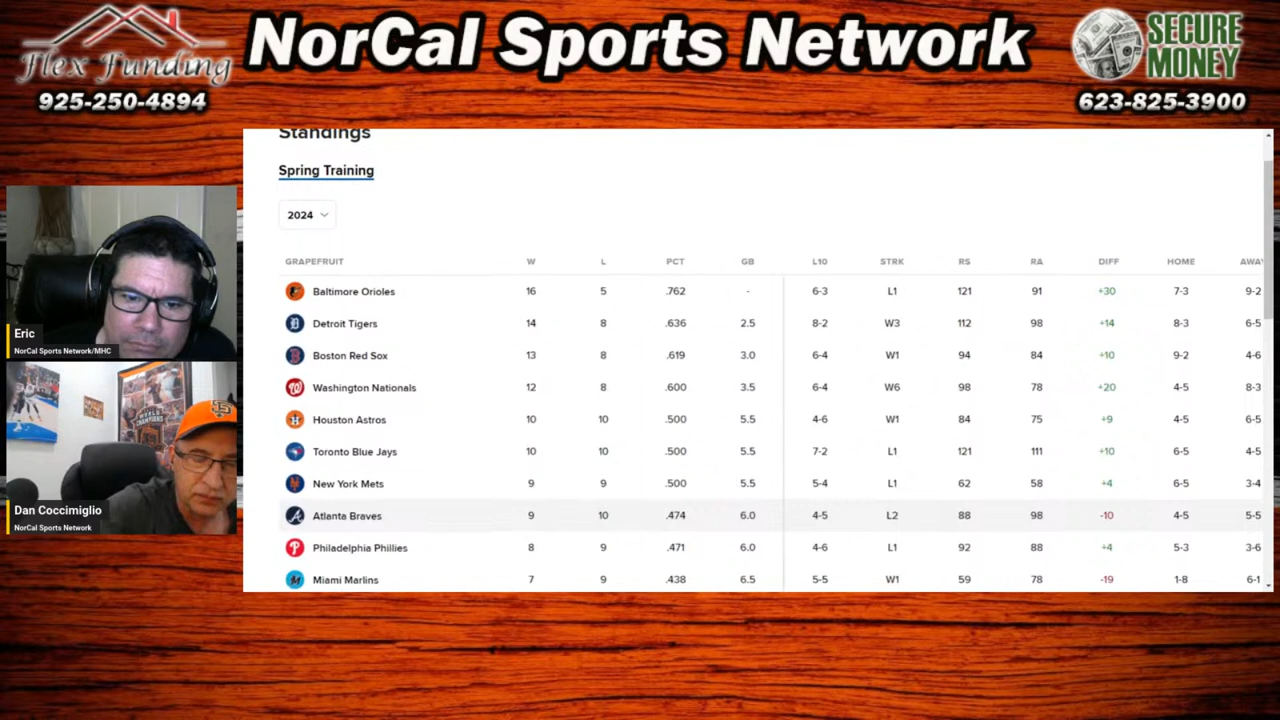 Flex Funding
925-250-4894
NorCal Sports Network
SECURE
MONEY
623-825-3900
Standings
Spring Training
2024
GRAPEFRUIT W L PCT GB L10 STRK RS RA DIFF HOME AWA
Baltimore Orioles 16 5 .762 - 6-3 L1 121 91 +30 7-3 9-2
Detroit Tigers 14 8 .636 2.5 8-2 W3 112 98 +14 8-3 6-5
Boston Red Sox 13 8 .619 3.0 6-4 W1 94 84 +10 9-2 4-6
Washington Nationals 12 8 .600 3.5 6-4 W6 98 78 +20 4-5 8-3
Houston Astros 10 10 .500 5.5 4-6 W1 84 75 +9 4-5 6-5
Toronto Blue Jays 10 10 .500 5.5 7-2 L1 121 111 +10 6-5 4-5
New York Mets 9 9 .500 5.5 5-4 L1 62 58 +4 6-5 3-4
Atlanta Braves 9 10 .474 6.0 4-5 L2 88 98 -10 4-5 5-5
Philadelphia Phillies 8 9 .471 6.0 4-6 L1 92 88 +4 5-3 3-6
Miami Marlins 7 9 .438 6.5 5-5 W1 59 78 -19 1-8 6-1
Eric
NorCal Sports Network/MHC
WORLD
CHAMPIONS
SF
Dan Coccimiglio
NorCal Sports Network